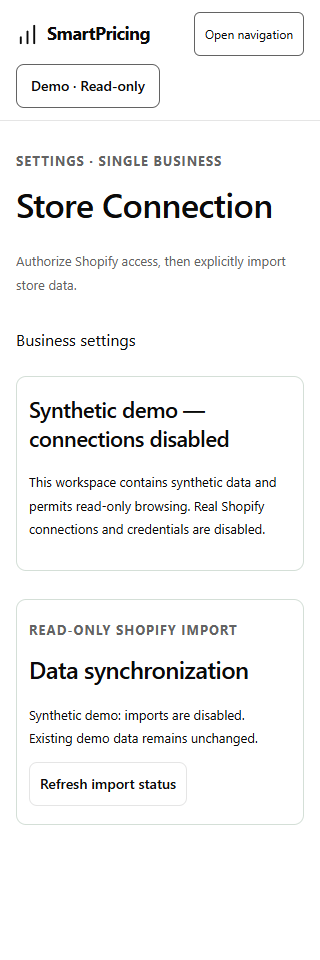 SmartPricing
Open navigation
Demo · Read-only
SETTINGS · SINGLE BUSINESS
Store Connection
Authorize Shopify access, then explicitly import
store data.
Business settings
Synthetic demo —
connections disabled
This workspace contains synthetic data and
permits read-only browsing. Real Shopify
connections and credentials are disabled.
READ-ONLY SHOPIFY IMPORT
Data synchronization
Synthetic demo: imports are disabled.
Existing demo data remains unchanged.
Refresh import status